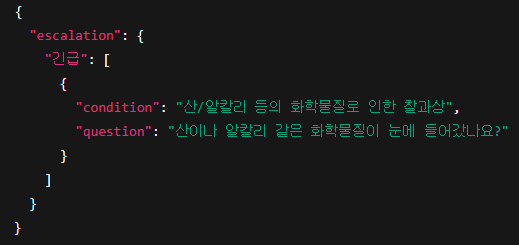 {
"escalation": {
"긴급": [
{
"condition": "산/알칼리 등의 화학물질로 인한 찰과상",
"question": "산이나 알칼리 같은 화학물질이 눈에 들어갔나요?"
}
]
}
}